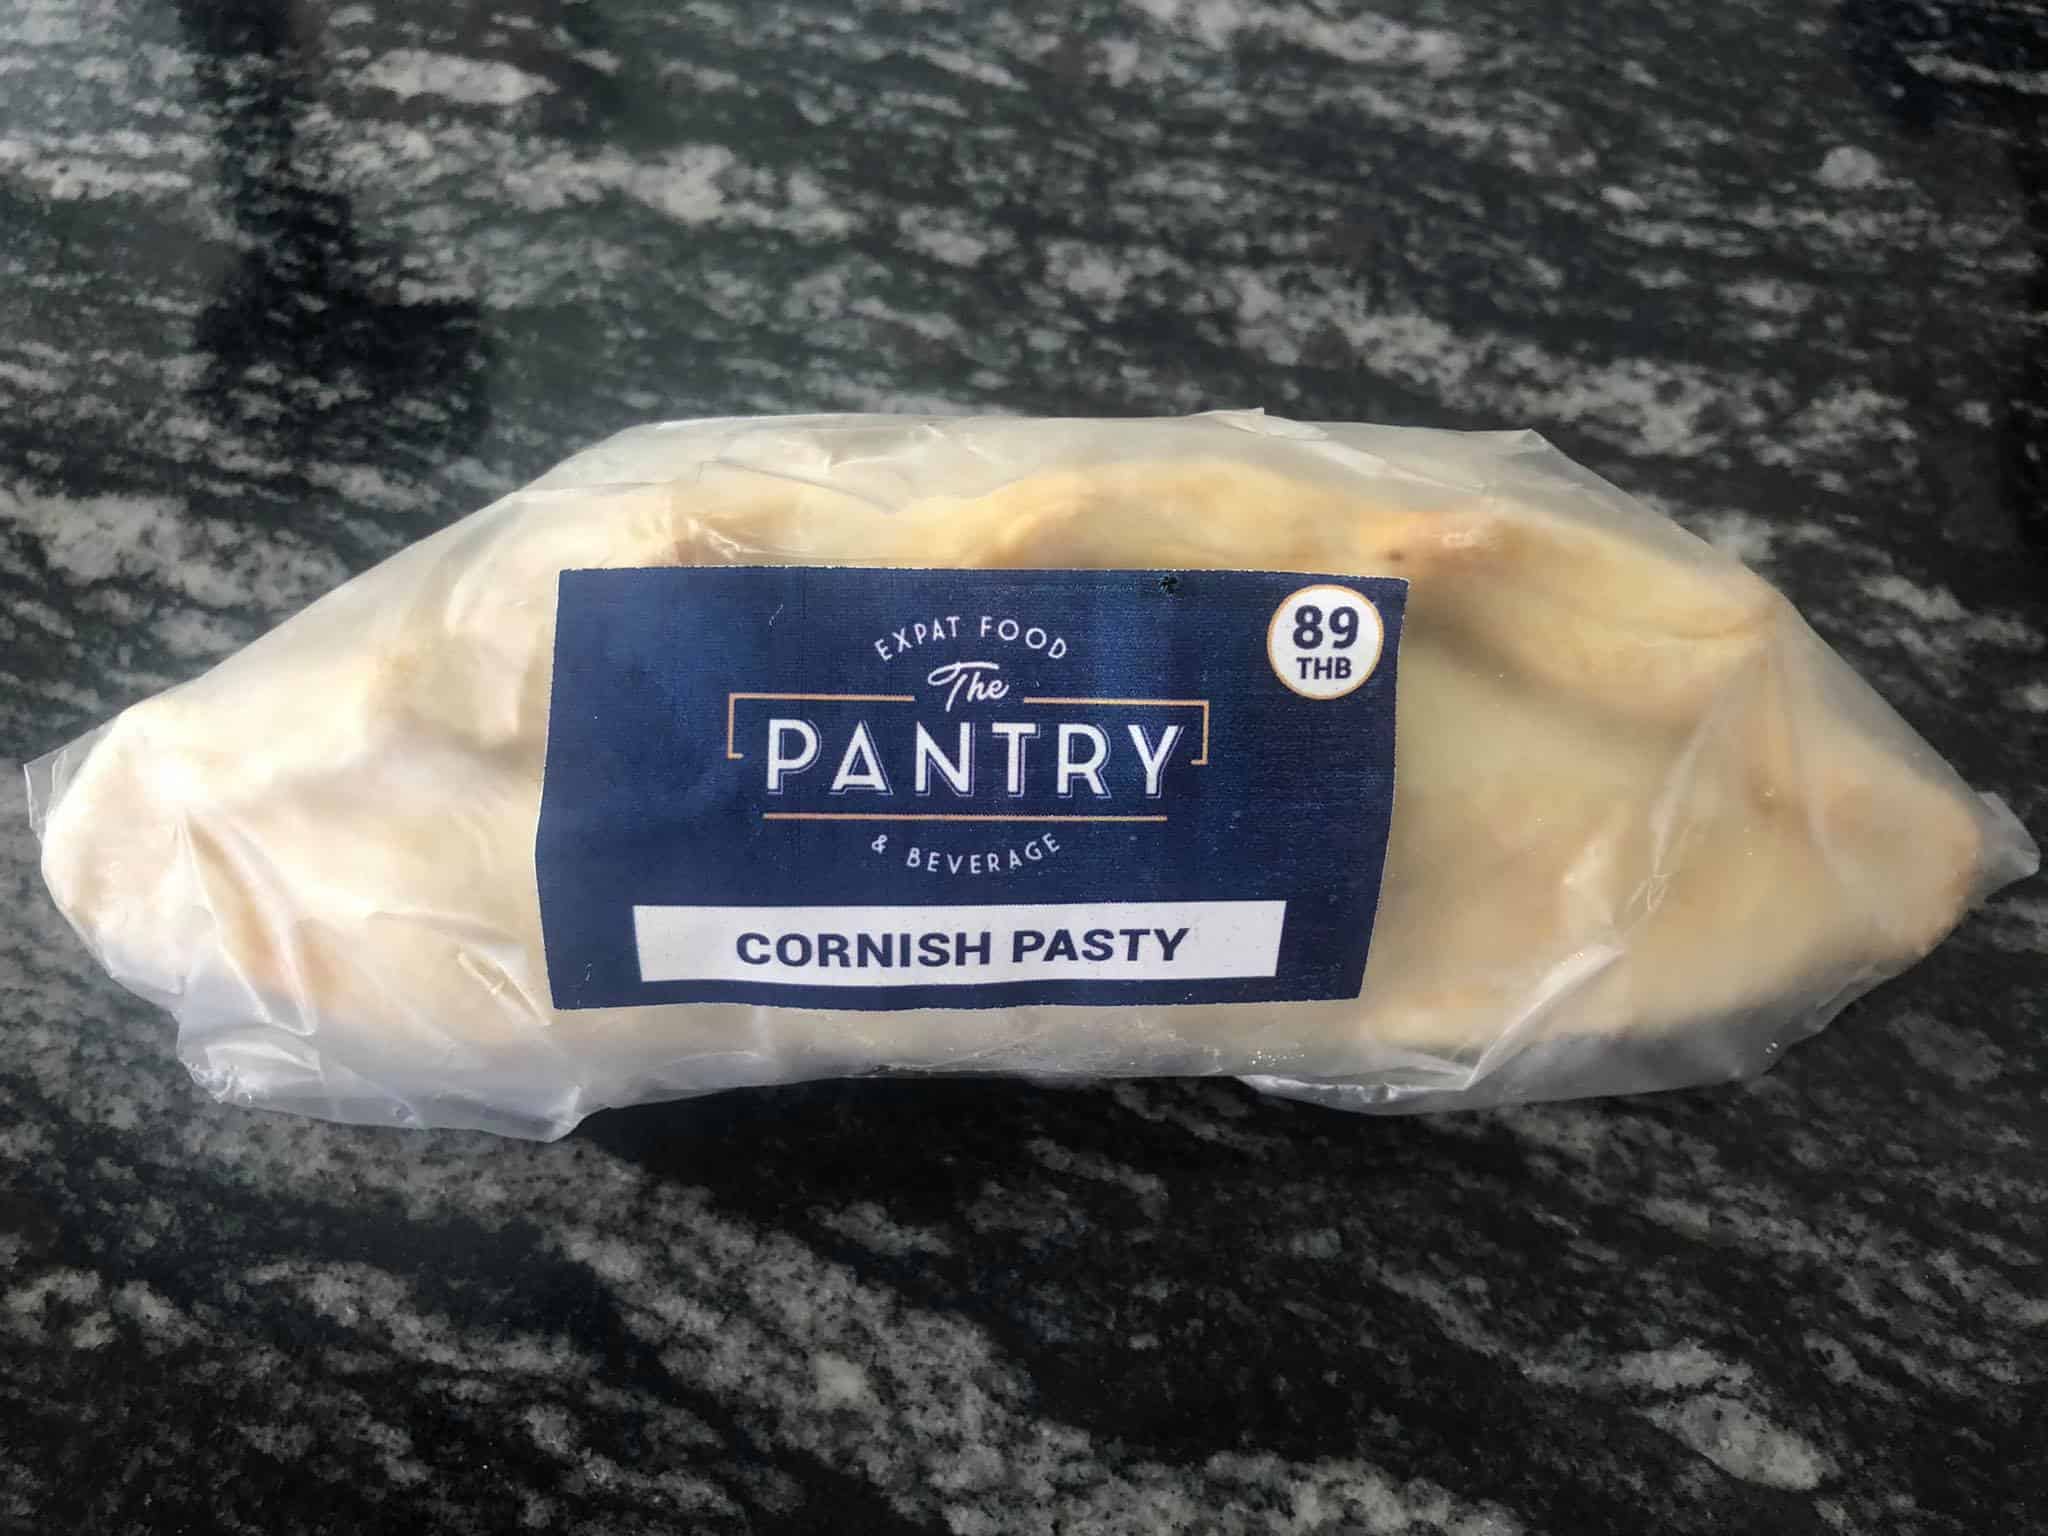 89
THB
EXPAT FOOD
The
PANTRY
& BEVERAGE
CORNISH PASTY